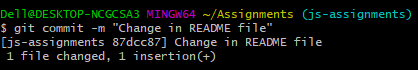 Dell@DESKTOP-NCGCSA3 MINGW64 ~/Assignments (js-assignments)
$ git commit -m "Change in README file"
[js-assignments 87dcc87] Change in README file
 1 file changed, 1 insertion(+)